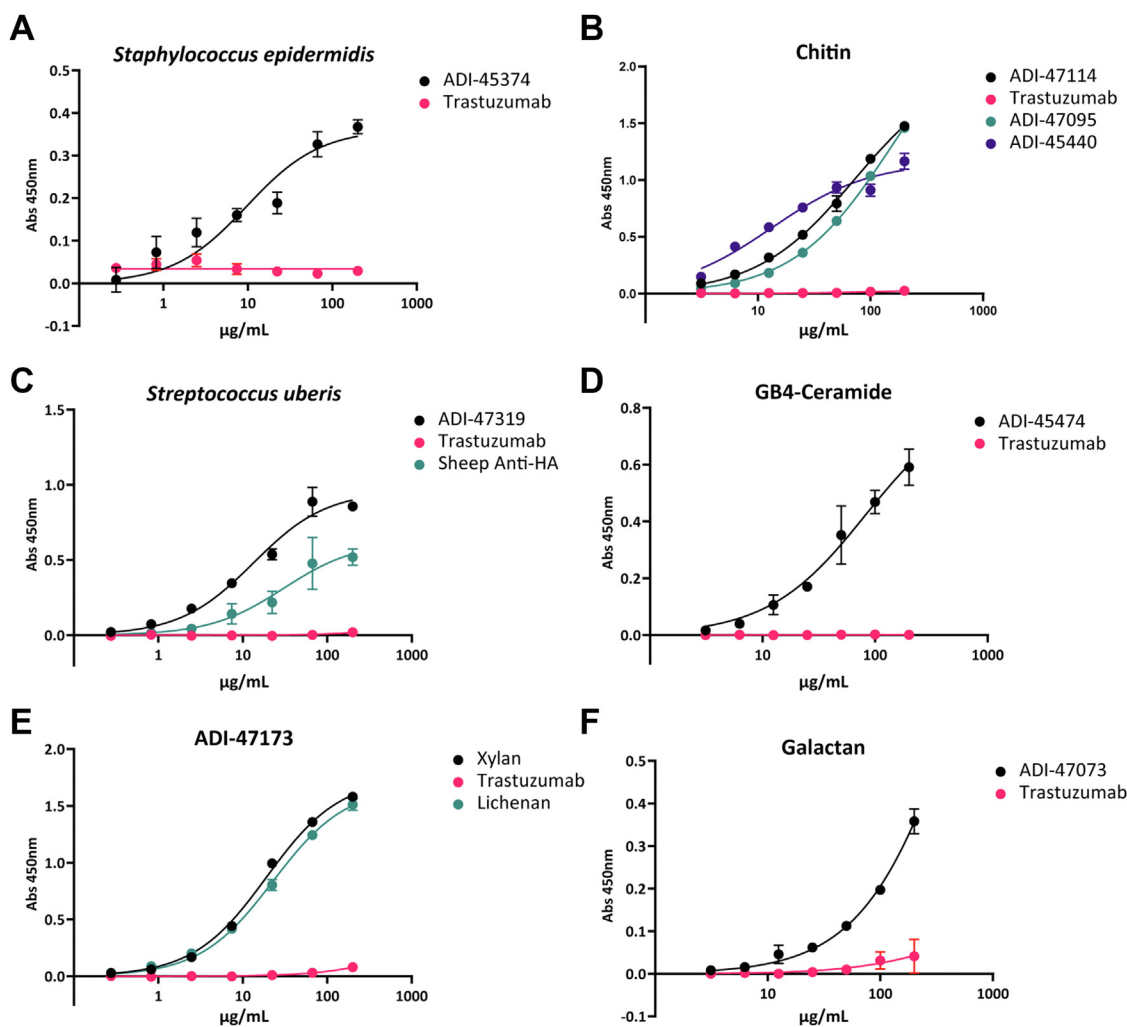 A
Staphylococcus epidermidis
0.5
0.4
0.3
0.2
0.1
0.0
-0.1
Abs 450nm
1
10
100
1000
µg/mL
ADI-45374
Trastuzumab
B
Chitin
2.0
1.5
1.0
0.5
0.0
Abs 450nm
10
100
1000
µg/mL
ADI-47114
Trastuzumab
ADI-47095
ADI-45440
C
Streptococcus uberis
1.5
1.0
0.5
0.0
Abs 450nm
1
10
100
1000
µg/mL
ADI-47319
Trastuzumab
Sheep Anti-HA
D
GB4-Ceramide
0.8
0.6
0.4
0.2
0.0
Abs 450nm
10
100
1000
µg/mL
ADI-45474
Trastuzumab
E
ADI-47173
2.0
1.5
1.0
0.5
0.0
Abs 450nm
1
10
100
1000
µg/mL
Xylan
Trastuzumab
Lichenan
F
Galactan
0.5
0.4
0.3
0.2
0.1
0.0
-0.1
Abs 450nm
10
100
1000
µg/mL
ADI-47073
Trastuzumab